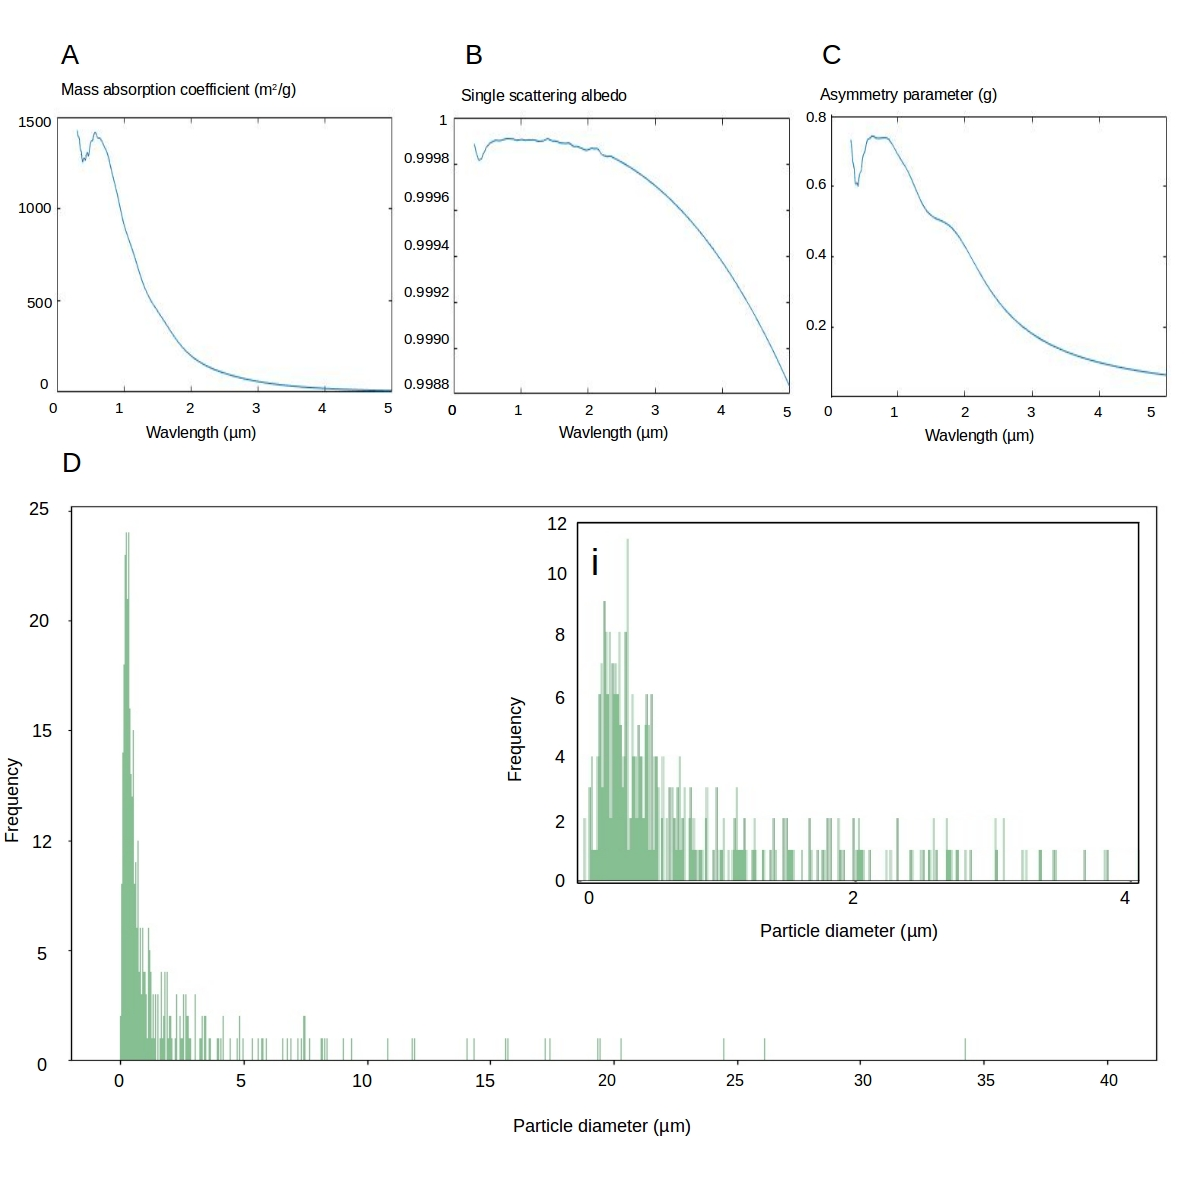 A
B
C
Mass absorption coefficient (m²/g)
Single scattering albedo
Asymmetry parameter (g)
1500
1000
500
0
0 1 2 3 4 5
Wavlength (µm)
1
0.9998
0.9996
0.9994
0.9992
0.9990
0.9988
0 1 2 3 4 5
Wavlength (µm)
0.8
0.6
0.4
0.2
0 1 2 3 4 5
Wavlength (µm)
D
25
20
15
12
5
0
Frequency
0 5 10 15 20 25 30 35 40
Particle diameter (µm)
i
12
10
8
6
4
2
0
Frequency
0 2 4
Particle diameter (µm)